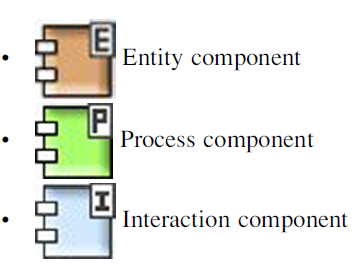 • E Entity component
• P Process component
• I Interaction component